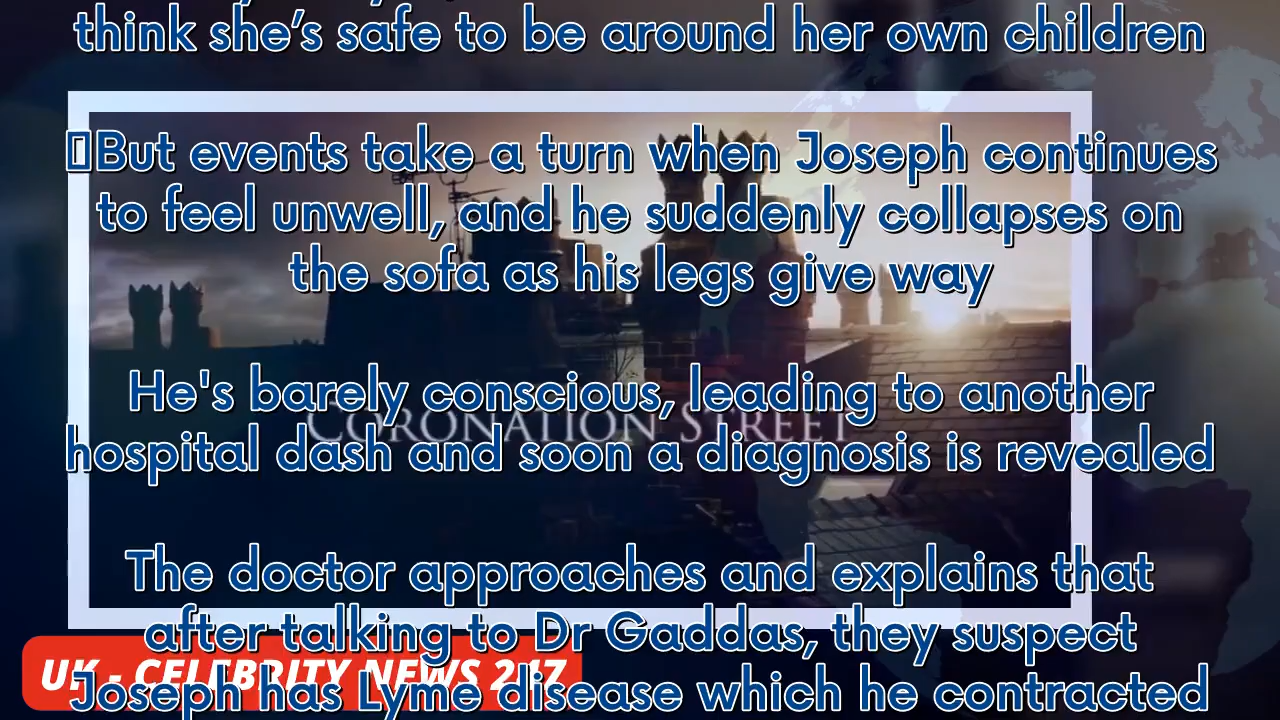 think she’s safe to be around her own children
But events take a turn when Joseph continues
to feel unwell, and he suddenly collapses on
the sofa as his legs give way
He's barely conscious, leading to another
CORONATION STREET
hospital dash and soon a diagnosis is revealed
The doctor approaches and explains that
after talking to Dr Gaddas, they suspect
UK - CELEBRITY NEWS 247
Joseph has Lyme disease which he contracted